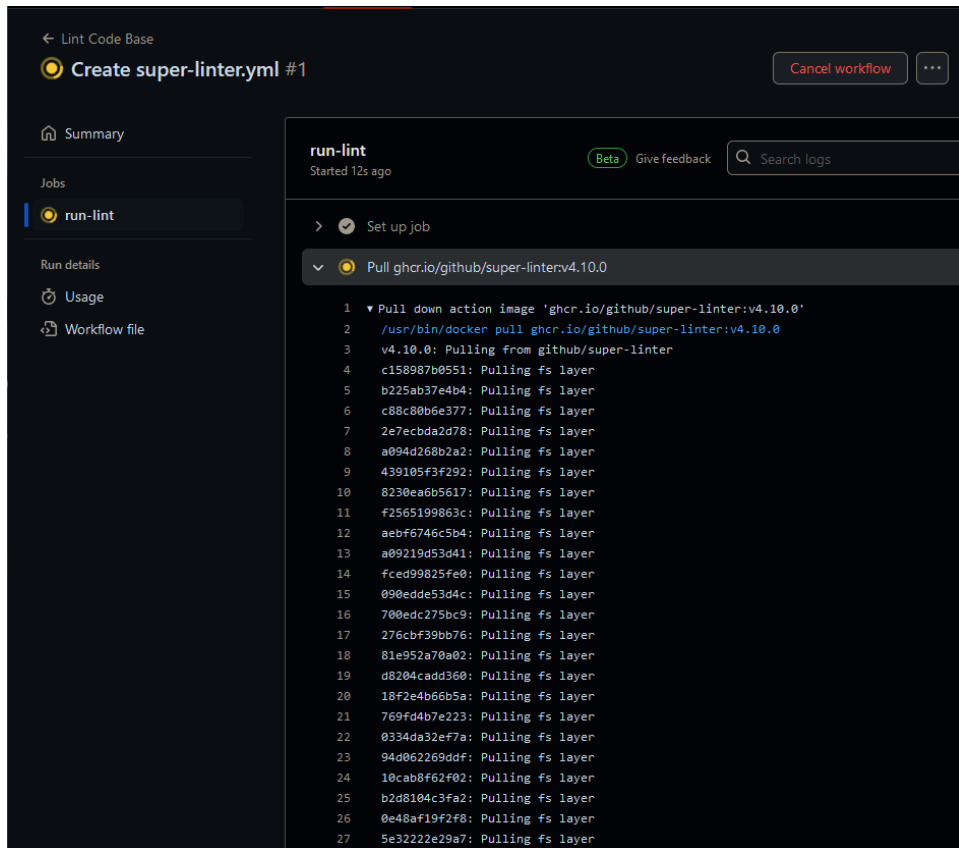 ← Lint Code Base
Create super-linter.yml #1
Cancel workflow
...
Summary
Jobs
run-lint
Run details
Usage
Workflow file
run-lint
Started 12s ago
Beta
Give feedback
Search logs
Set up job
Pull ghcr.io/github/super-linter:v4.10.0
1 ▾ Pull down action image 'ghcr.io/github/super-linter:v4.10.0'
2 /usr/bin/docker pull ghcr.io/github/super-linter:v4.10.0
3 v4.10.0: Pulling from github/super-linter
4 c158987b0551: Pulling fs layer
5 b225ab37e4b4: Pulling fs layer
6 c88c80b6e377: Pulling fs layer
7 2e7ecbda2d78: Pulling fs layer
8 a094d268b2a2: Pulling fs layer
9 439105f3f292: Pulling fs layer
10 8230ea6b5617: Pulling fs layer
11 f2565199863c: Pulling fs layer
12 aebf6746c5b4: Pulling fs layer
13 a09219d53d41: Pulling fs layer
14 fced99825fe0: Pulling fs layer
15 090edde53d4c: Pulling fs layer
16 700edc275bc9: Pulling fs layer
17 276cbf39bb76: Pulling fs layer
18 81e952a70a02: Pulling fs layer
19 d8204cadd360: Pulling fs layer
20 18f2e4b66b5a: Pulling fs layer
21 769fd4b7e223: Pulling fs layer
22 0334da32ef7a: Pulling fs layer
23 94d062269ddf: Pulling fs layer
24 10cab8f62f02: Pulling fs layer
25 b2d8104c3fa2: Pulling fs layer
26 0e48af19f2f8: Pulling fs layer
27 5e32222e29a7: Pulling fs layer